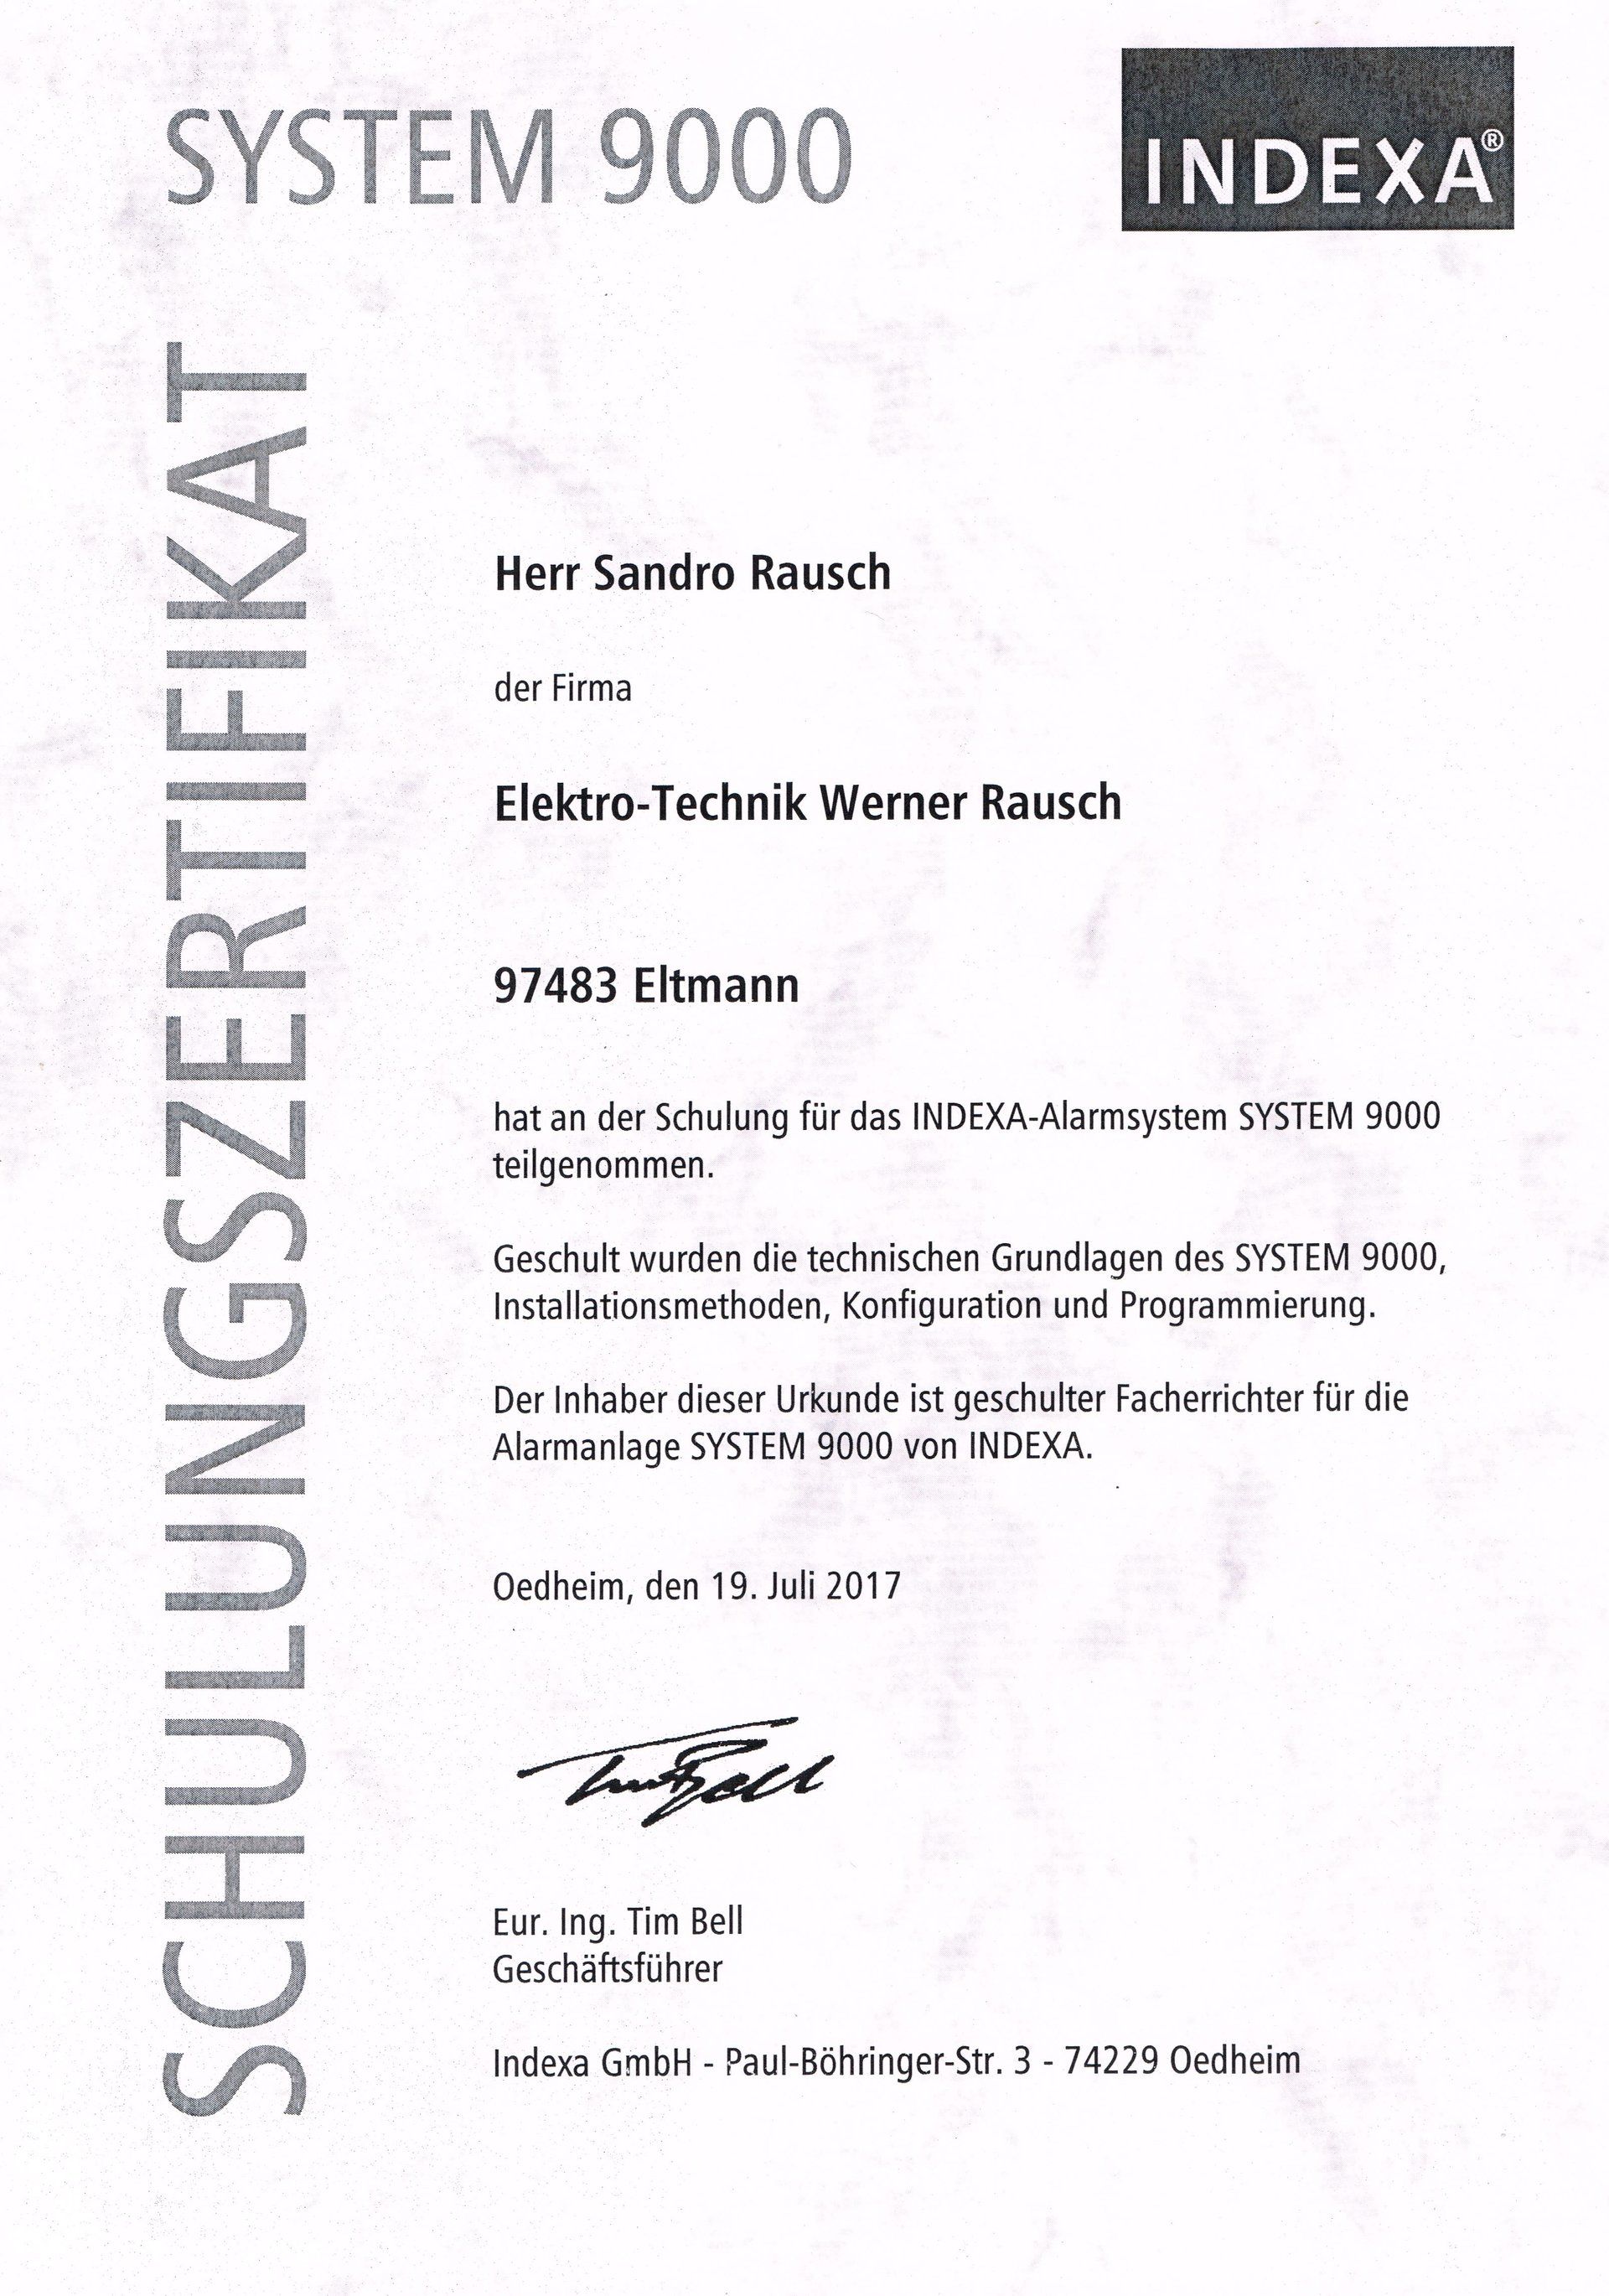 SYSTEM 9000
INDEXA®
SCHULUNGSZERTIFIKAT
Herr Sandro Rausch
der Firma
Elektro-Technik Werner Rausch
97483 Eltmann
hat an der Schulung für das INDEXA-Alarmsystem SYSTEM 9000
teilgenommen.
Geschult wurden die technischen Grundlagen des SYSTEM 9000,
Installationsmethoden, Konfiguration und Programmierung.
Der Inhaber dieser Urkunde ist geschulter Facherrichter für die
Alarmanlage SYSTEM 9000 von INDEXA.
Oedheim, den 19. Juli 2017
Tim Bell
Eur. Ing. Tim Bell
Geschäftsführer
Indexa GmbH - Paul-Böhringer-Str. 3 - 74229 Oedheim